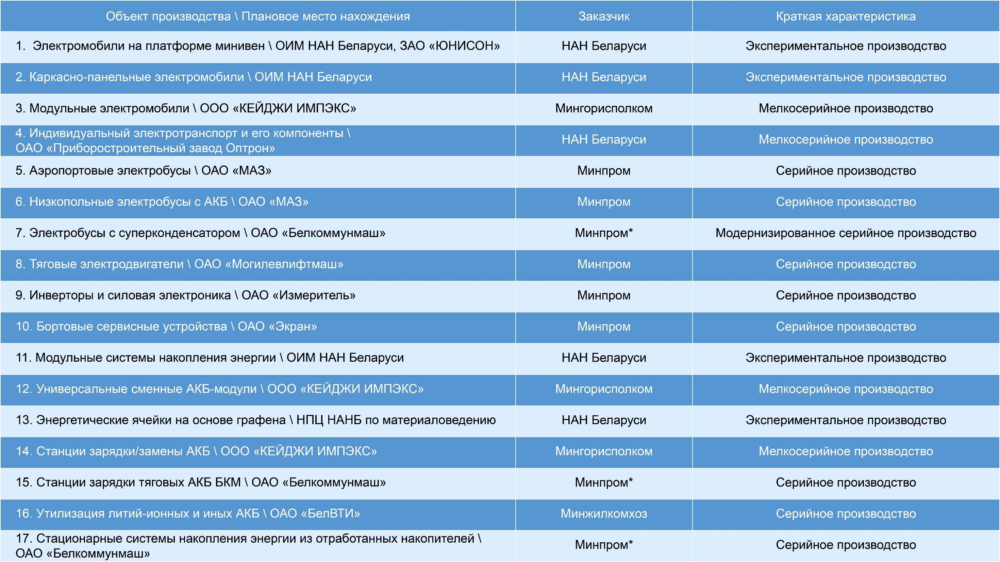 Объект производства \ Плановое место нахождения
Заказчик
Краткая характеристика
1. Электромобили на платформе минивен \ ОИМ НАН Беларуси, ЗАО «ЮНИСОН»
НАН Беларуси
Экспериментальное производство
2. Каркасно-панельные электромобили \ ОИМ НАН Беларуси
НАН Беларуси
Экспериментальное производство
3. Модульные электромобили \ ООО «КЕЙДЖИ ИМПЭКС»
Мингорисполком
Мелкосерийное производство
4. Индивидуальный электротранспорт и его компоненты \
ОАО «Приборостроительный завод Оптрон»
НАН Беларуси
Мелкосерийное производство
5. Аэропортовые электробусы \ ОАО «МАЗ»
Минпром
Серийное производство
6. Низкопольные электробусы с АКБ \ ОАО «МАЗ»
Минпром
Серийное производство
7. Электробусы с суперконденсатором \ ОАО «Белкоммунмаш»
Минпром*
Модернизированное серийное производство
8. Тяговые электродвигатели \ ОАО «Могилевлифтмаш»
Минпром
Серийное производство
9. Инверторы и силовая электроника \ ОАО «Измеритель»
Минпром
Серийное производство
10. Бортовые сервисные устройства \ ОАО «Экран»
Минпром
Серийное производство
11. Модульные системы накопления энергии \ ОИМ НАН Беларуси
НАН Беларуси
Экспериментальное производство
12. Универсальные сменные АКБ-модули \ ООО «КЕЙДЖИ ИМПЭКС»
Мингорисполком
Мелкосерийное производство
13. Энергетические ячейки на основе графена \ НПЦ НАНБ по материаловедению
НАН Беларуси
Экспериментальное производство
14. Станции зарядки/замены АКБ \ ООО «КЕЙДЖИ ИМПЭКС»
Мингорисполком
Мелкосерийное производство
15. Станции зарядки тяговых АКБ БКМ \ ОАО «Белкоммунмаш»
Минпром*
Серийное производство
16. Утилизация литий-ионных и иных АКБ \ ОАО «БелВТИ»
Минжилкомхоз
Серийное производство
17. Стационарные системы накопления энергии из отработанных накопителей \
ОАО «Белкоммунмаш»
Минпром*
Серийное производство